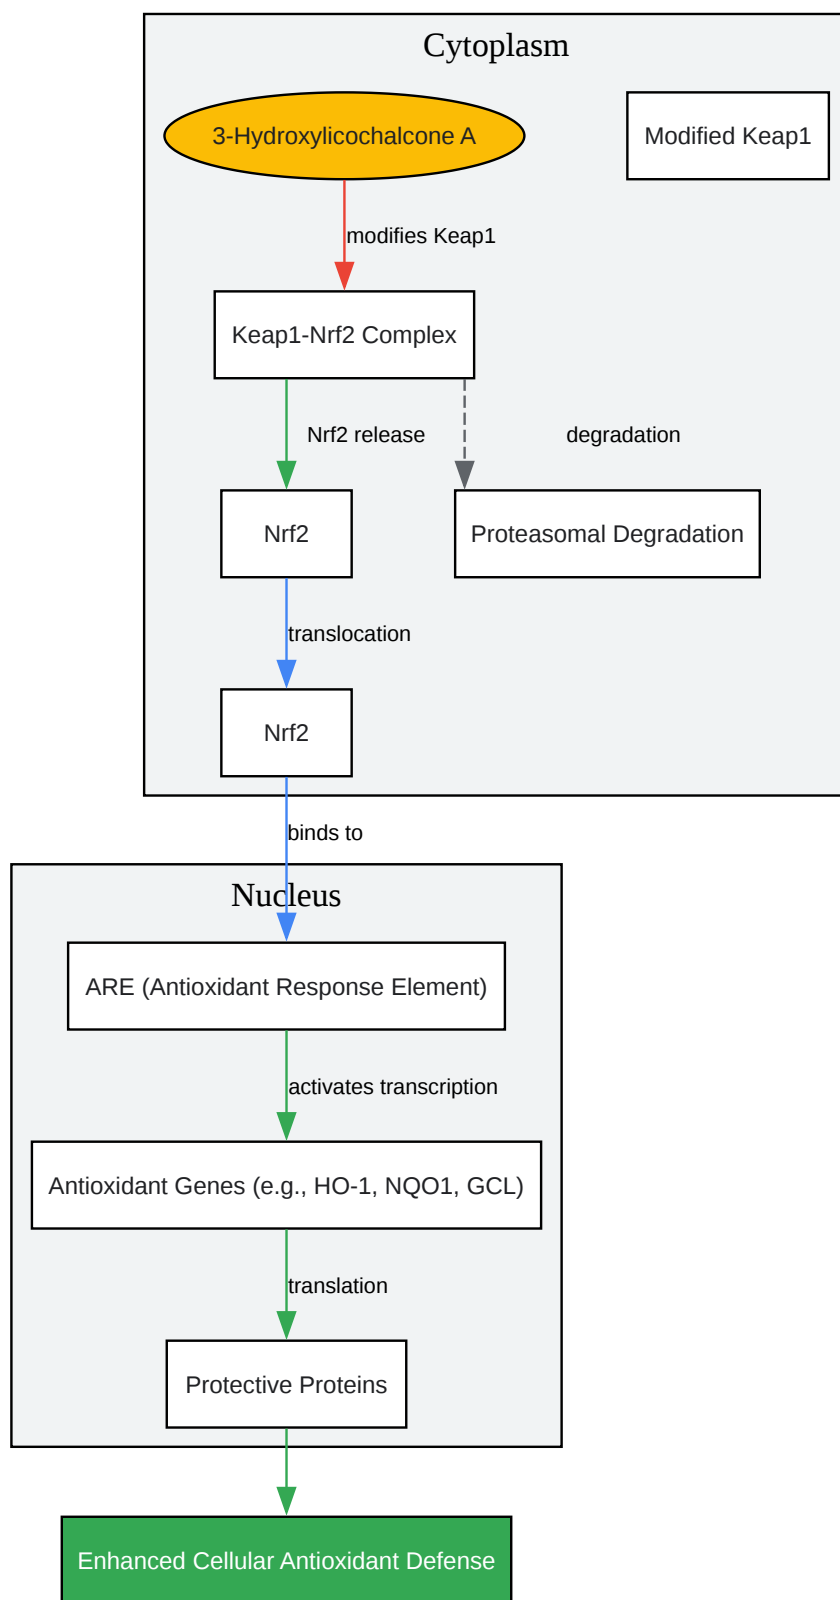 Cytoplasm
3-Hydroxylicochalcone A
Modified Keap1
modifies Keap1
Keap1-Nrf2 Complex
Nrf2 release
degradation
Nrf2
Proteasomal Degradation
translocation
Nrf2
binds to
Nucleus
ARE (Antioxidant Response Element)
activates transcription
Antioxidant Genes (e.g., HO-1, NQO1, GCL)
translation
Protective Proteins
Enhanced Cellular Antioxidant Defense